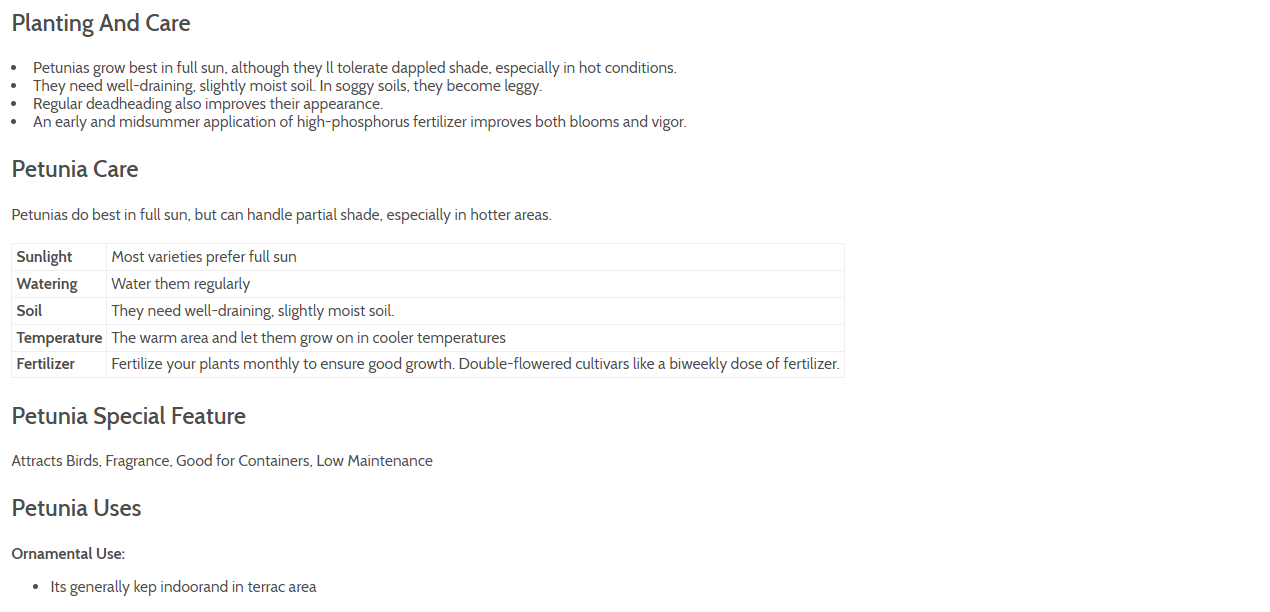 Planting And Care
• Petunias grow best in full sun, although they ll tolerate dappled shade, especially in hot conditions.
• They need well-draining, slightly moist soil. In soggy soils, they become leggy.
• Regular deadheading also improves their appearance.
• An early and midsummer application of high-phosphorus fertilizer improves both blooms and vigor.
Petunia Care
Petunias do best in full sun, but can handle partial shade, especially in hotter areas.
Sunlight Most varieties prefer full sun
Watering Water them regularly
Soil They need well-draining, slightly moist soil.
Temperature The warm area and let them grow on in cooler temperatures
Fertilizer Fertilize your plants monthly to ensure good growth. Double-flowered cultivars like a biweekly dose of fertilizer.
Petunia Special Feature
Attracts Birds, Fragrance, Good for Containers, Low Maintenance
Petunia Uses
Ornamental Use:
• Its generally kep indoorand in terrac area